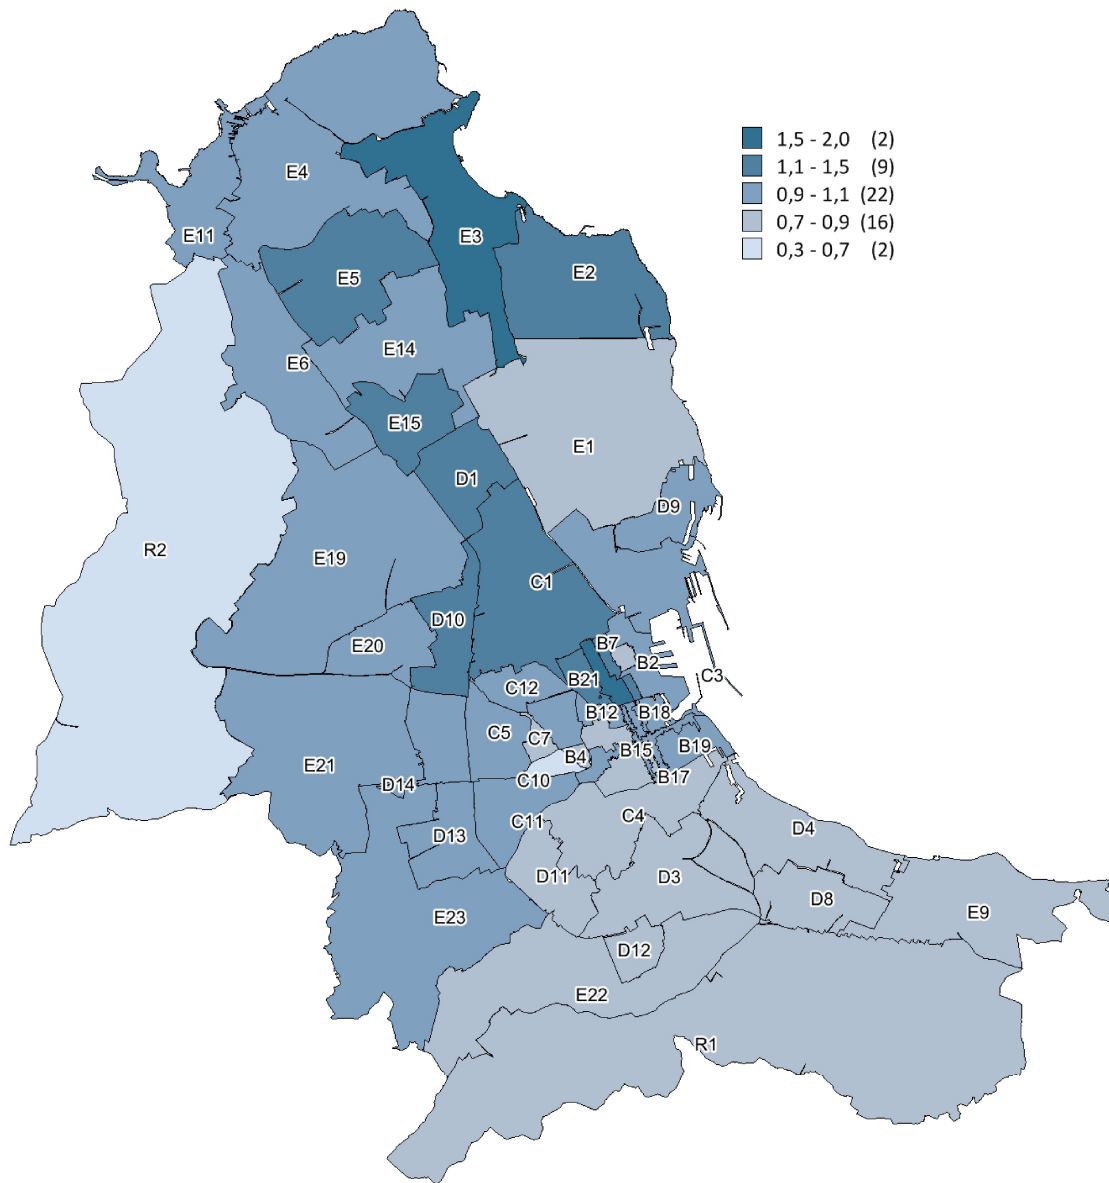 1,5 - 2,0 (2)
1,1 - 1,5 (9)
E4
0,9 - 1,1 (22)
0,7 - 0,9 (16)
E11
E3
0,3 - 0,7 (2)
E5
E2
E14
E6
E15
E1
D1
D9
R2
E19
C1
D10
E20
B7
B2
C3
B21
C12
B12
B18
C5
C7
B15
B19
B4
E21
C10
B17
D14
C11
C4
D13
D4
D11
D3
D8
E23
E9
D12
E22
R1